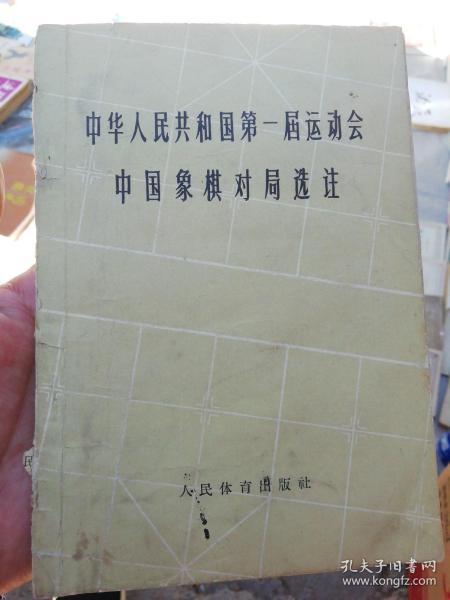 中华人民共和国第一届运动会
中国象棋对局选注
人民体育出版社
民
孔夫子旧书网
www.kongfz.com